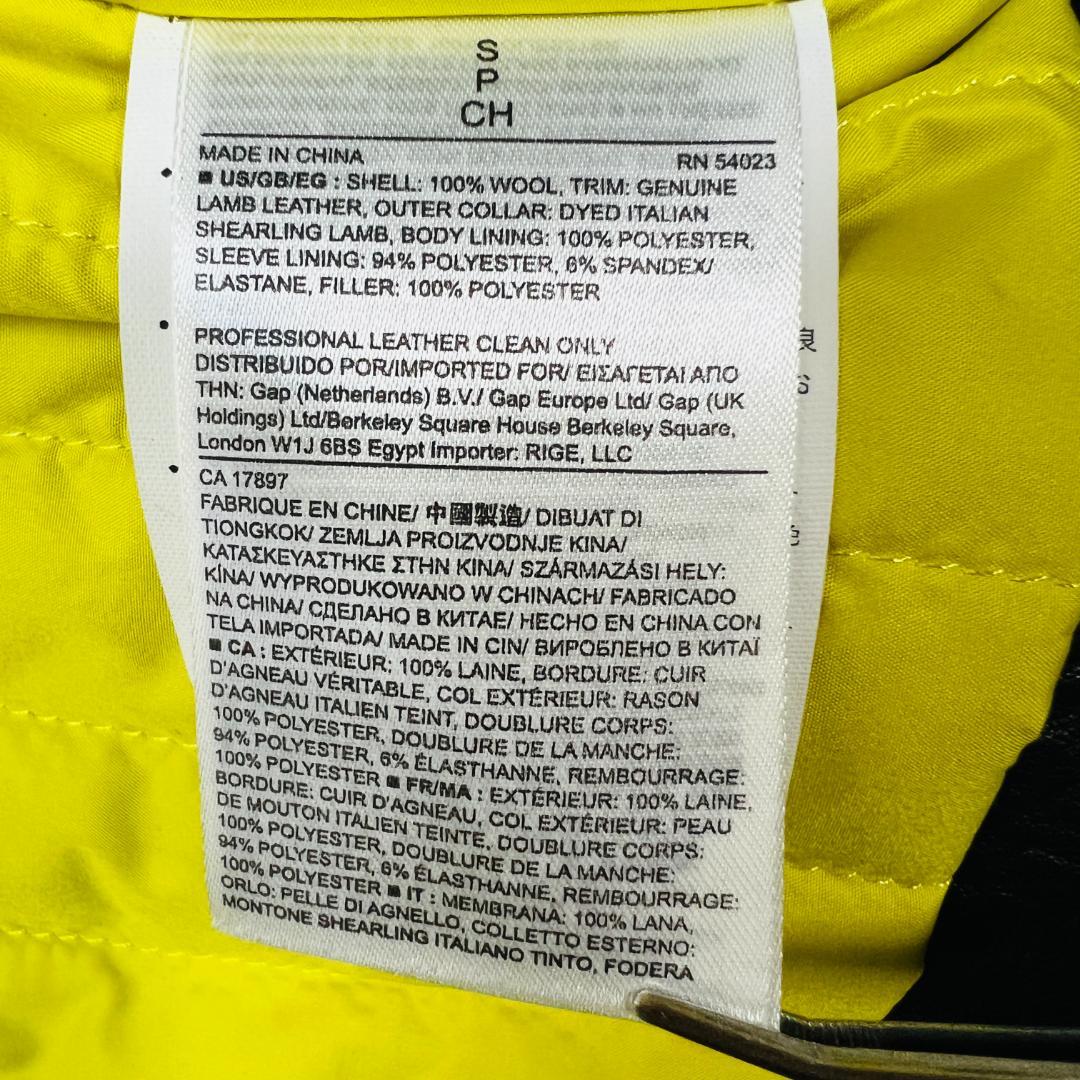 S
P
CH
MADE IN CHINA RN 54023
■ US/GB/EG : SHELL: 100% WOOL, TRIM: GENUINE
LAMB LEATHER, OUTER COLLAR: DYED ITALIAN
SHEARLING LAMB, BODY LINING: 100% POLYESTER,
SLEEVE LINING: 94% POLYESTER, 6% SPANDEX/
ELASTANE, FILLER: 100% POLYESTER
PROFESSIONAL LEATHER CLEAN ONLY
DISTRIBUIDO POR/IMPORTED FOR/ ΕΙΣΑΓΕΤΑΙ ΑΠΟ
THN: Gap (Netherlands) B.V./ Gap Europe Ltd/ Gap (UK
Holdings) Ltd/Berkeley Square House Berkeley Square,
London W1J 6BS Egypt Importer: RIGE, LLC
CA 17897
FABRIQUE EN CHINE/ 中國製造/ DIBUAT DI
TIONGKOK/ ZEMLJA PROIZVODNJE KINA/
ΚΑΤΑΣΚΕΥΑΣΤΗΚΕ ΣΤΗΝ ΚΙΝΑ/ SZÁRMAZÁSI HELY:
KÍNA/ WYPRODUKOWANO W CHINACH/ FABRICADO
NA CHINA/ СДЕЛАНО В КИТАЕ/ HECHO EN CHINA CON
TELA IMPORTADA/ MADE IN CIN/ ВИРОБЛЕНО В КИТАЇ
■ CA : EXTÉRIEUR: 100% LAINE, BORDURE: CUIR
D'AGNEAU VÉRITABLE, COL EXTÉRIEUR: RASON
D'AGNEAU ITALIEN TEINT, DOUBLURE CORPS:
100% POLYESTER, DOUBLURE DE LA MANCHE:
94% POLYESTER, 6% ÉLASTHANNE, REMBOURRAGE:
100% POLYESTER ■ FR/MA : EXTÉRIEUR: 100% LAINE,
BORDURE: CUIR D'AGNEAU, COL EXTÉRIEUR: PEAU
DE MOUTON ITALIEN TEINTE, DOUBLURE CORPS:
100% POLYESTER, DOUBLURE DE LA MANCHE:
94% POLYESTER, 6% ÉLASTHANNE, REMBOURRAGE:
100% POLYESTER ■ IT : MEMBRANA: 100% LANA,
ORLO: PELLE DI AGNELLO, COLLETTO ESTERNO:
MONTONE SHEARLING ITALIANO TINTO, FODERA